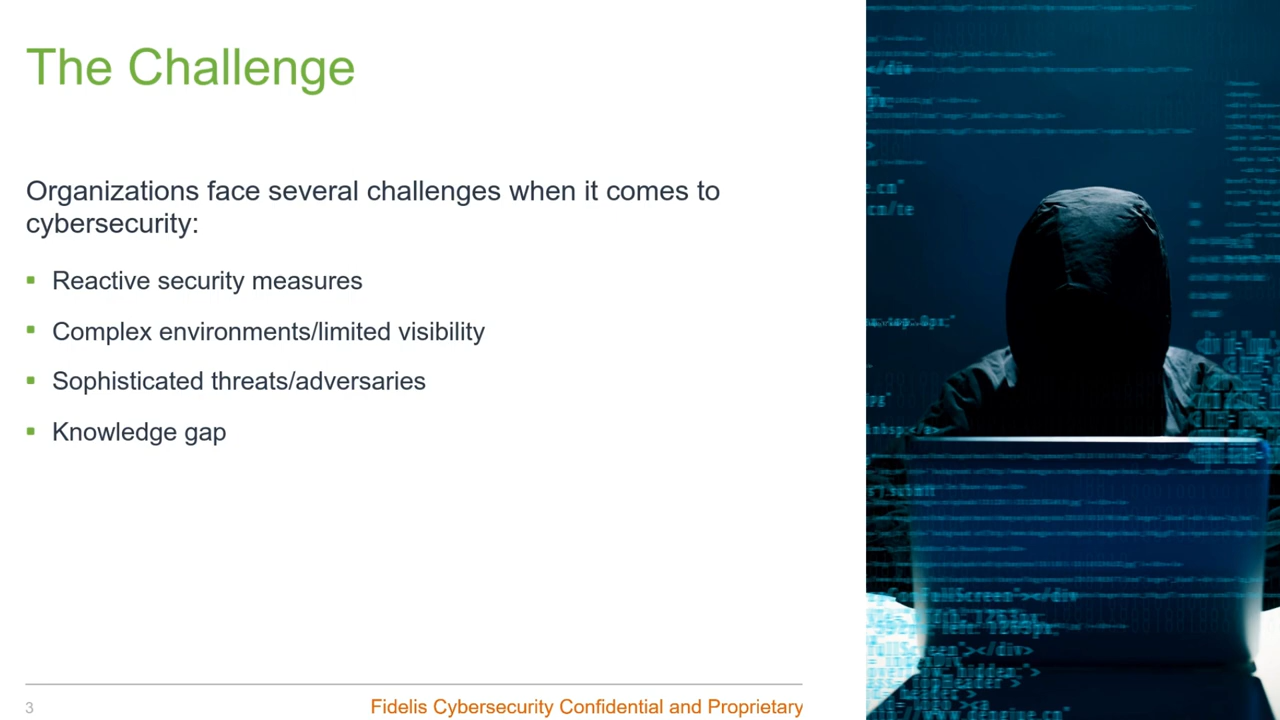 The Challenge
Organizations face several challenges when it comes to
cybersecurity:
▪ Reactive security measures
▪ Complex environments/limited visibility
▪ Sophisticated threats/adversaries
▪ Knowledge gap
3
Fidelis Cybersecurity Confidential and Proprietary